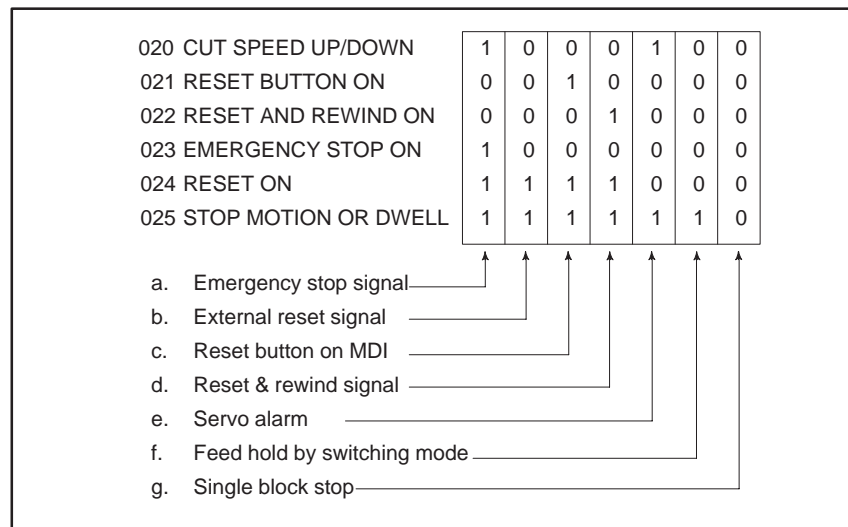 020 CUT SPEED UP/DOWN 1 0 0 0 1 0 0
021 RESET BUTTON ON 0 0 1 0 0 0 0
022 RESET AND REWIND ON 0 0 0 1 0 0 0
023 EMERGENCY STOP ON 1 0 0 0 0 0 0
024 RESET ON 1 1 1 1 0 0 0
025 STOP MOTION OR DWELL 1 1 1 1 1 1 0
a. Emergency stop signal
b. External reset signal
c. Reset button on MDI
d. Reset & rewind signal
e. Servo alarm
f. Feed hold by switching mode
g. Single block stop